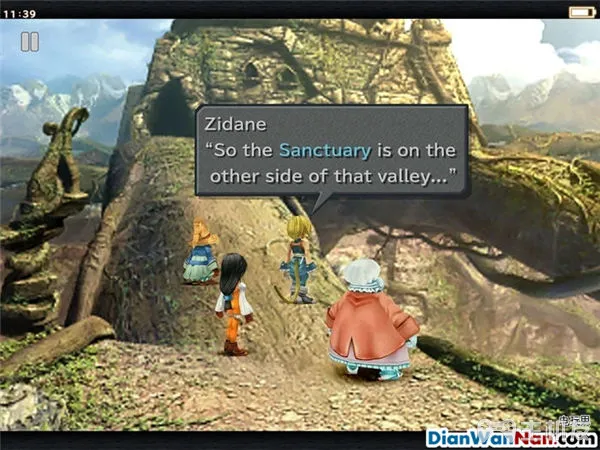 11:39
Zidane
“So the Sanctuary is on the
other side of that valley...”
DianWanNan.com